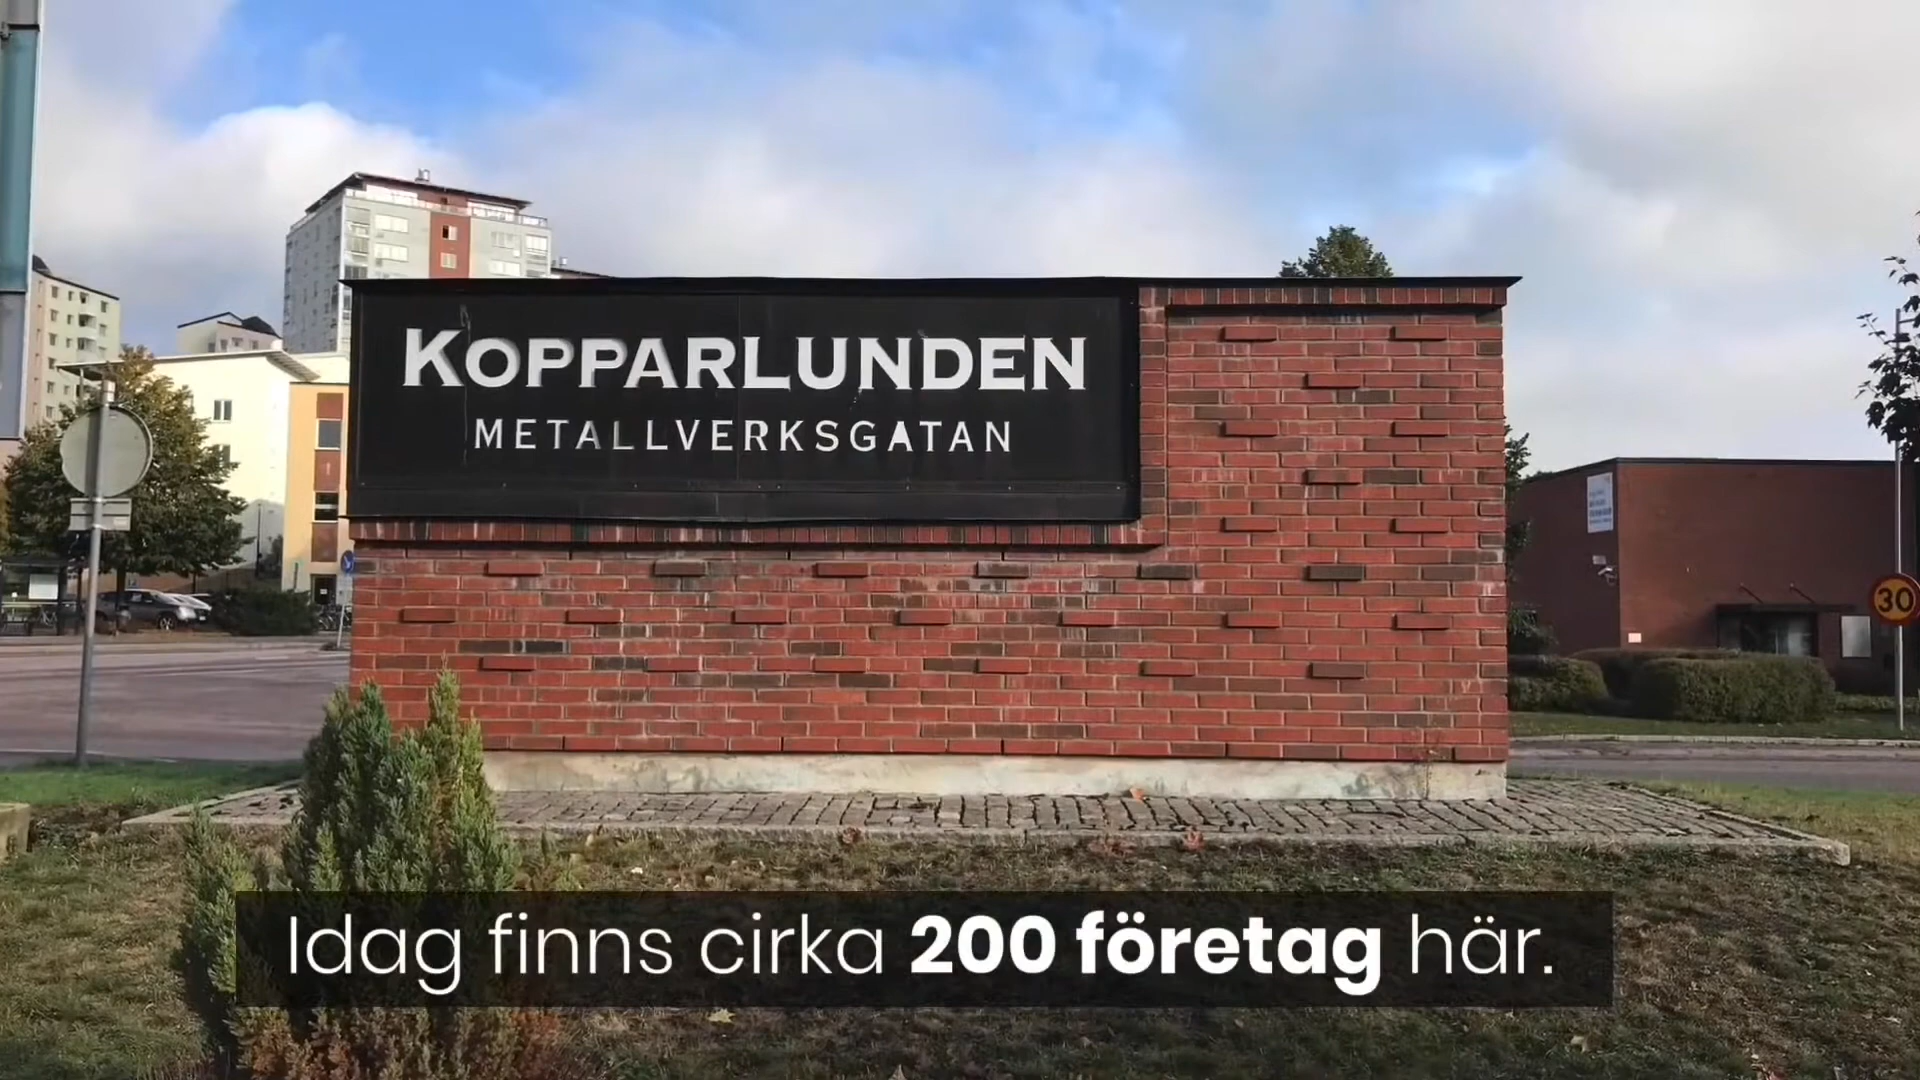 KOPPARLUNDEN
METALLVERKSGATAN
30
Idag finns cirka 200 företag här.